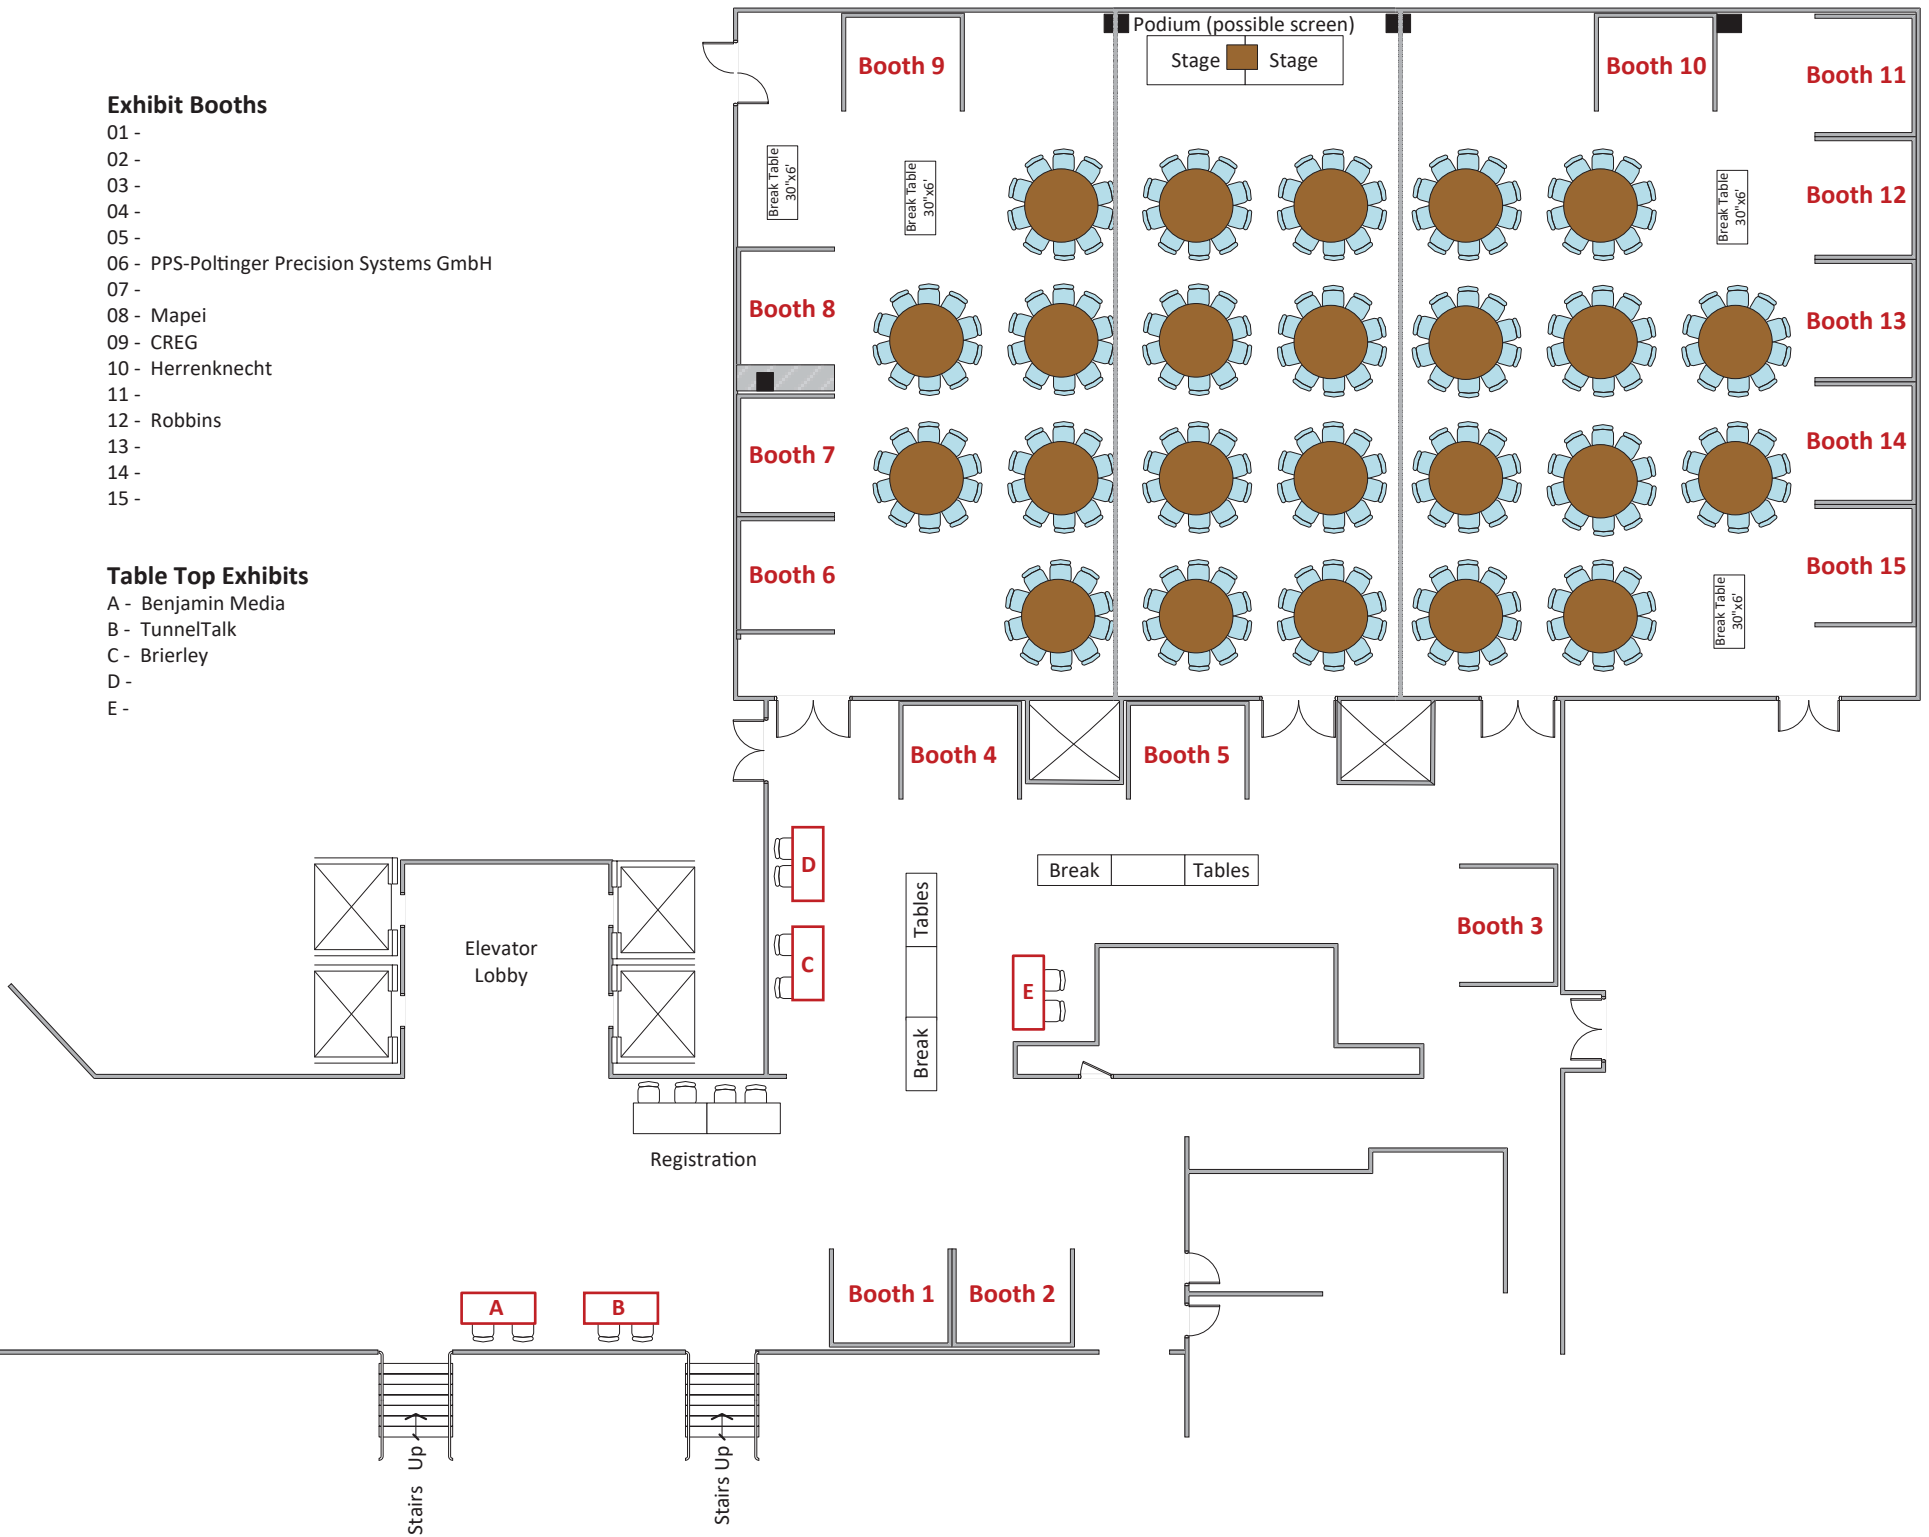 Exhibit Booths
01 -
02 -
03 -
04 -
05 -
06 - PPS-Poltinger Precision Systems GmbH
07 -
08 - Mapei
09 - CREG
10 - Herrenknecht
11 -
12 - Robbins
13 -
14 -
15 -
Table Top Exhibits
A - Benjamin Media
B - TunnelTalk
C - Brierley
D -
E -
Podium (possible screen)
Stage
Stage
Booth 9
Booth 10
Booth 11
Break Table
30"x6'
Break Table
30"x6'
Break Table
30"x6'
Booth 12
Booth 8
Booth 13
Booth 7
Booth 14
Booth 6
Booth 15
Break Table
30"x6'
Booth 4
Booth 5
D
Break
Tables
Booth 3
Elevator
Lobby
C
Tables
Break
E
Registration
A
B
Booth 1
Booth 2
Stairs Up
Stairs Up